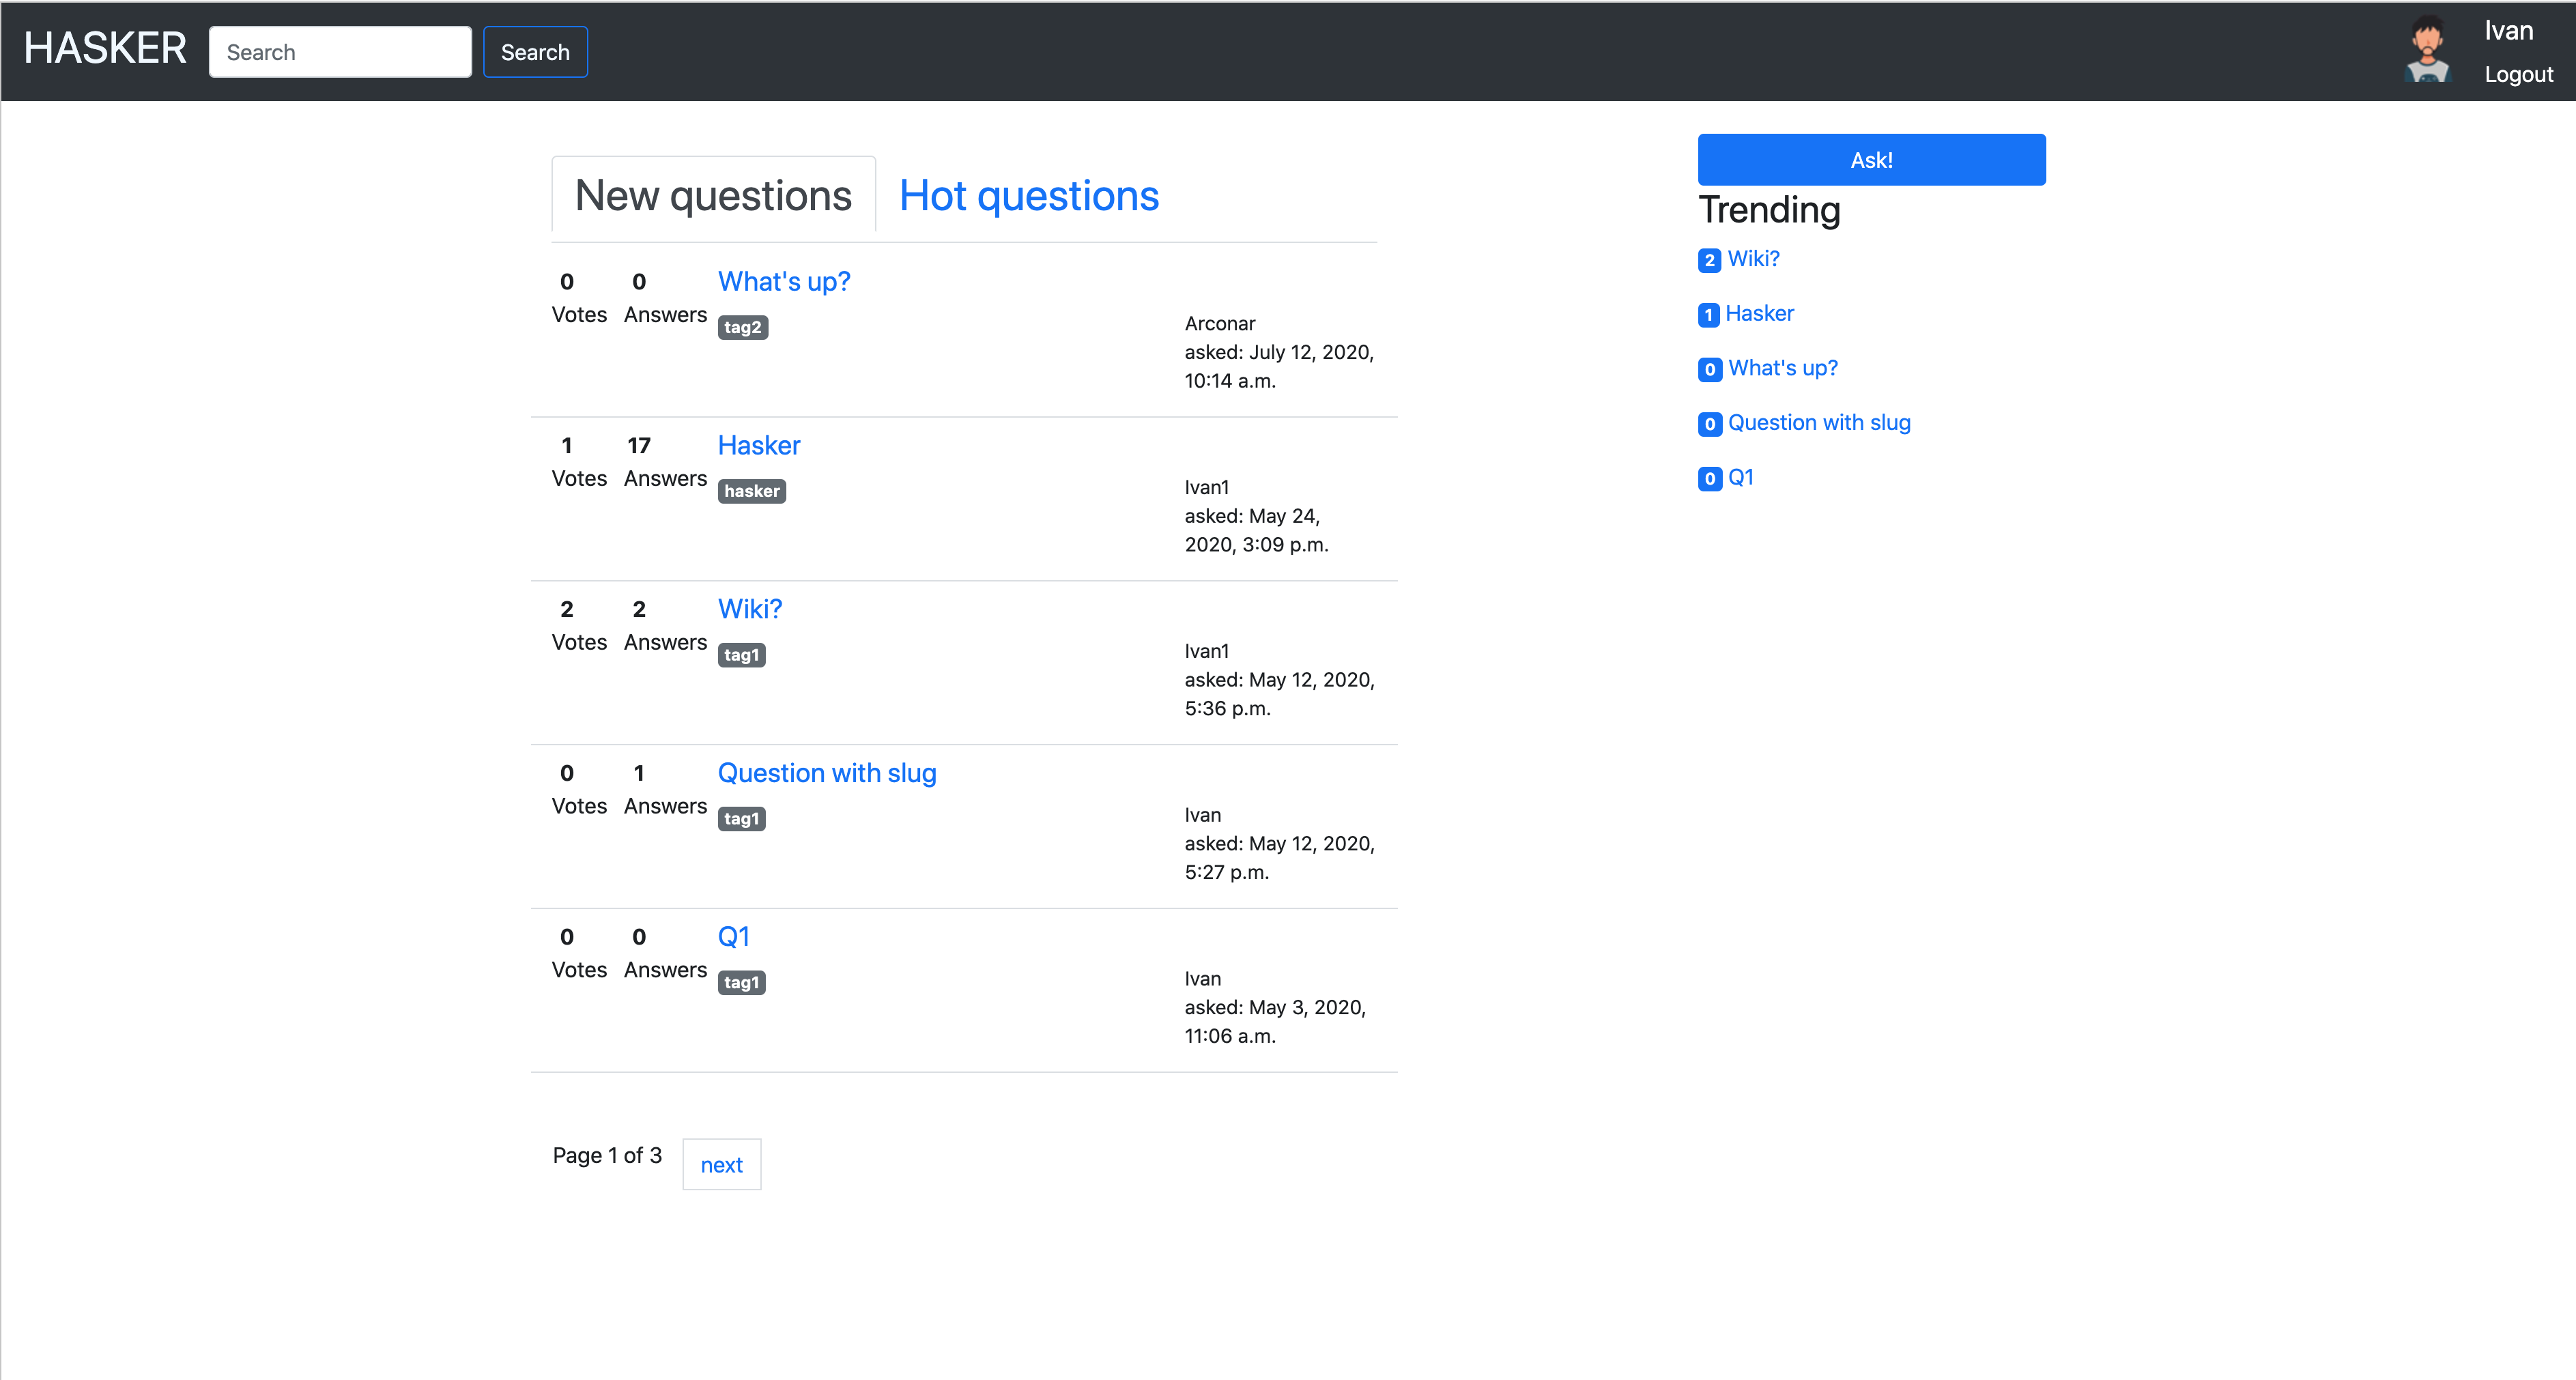 HASKER Search Search Ivan
Logout
New questions Hot questions
0 0 What's up?
Votes Answers tag2
Arconar
asked: July 12, 2020,
10:14 a.m.
1 17 Hasker
Votes Answers hasker
Ivan1
asked: May 24,
2020, 3:09 p.m.
2 2 Wiki?
Votes Answers tag1
Ivan1
asked: May 12, 2020,
5:36 p.m.
0 1 Question with slug
Votes Answers tag1
Ivan
asked: May 12, 2020,
5:27 p.m.
0 0 Q1
Votes Answers tag1
Ivan
asked: May 3, 2020,
11:06 a.m.
Page 1 of 3 next
Ask!
Trending
2 Wiki?
1 Hasker
0 What's up?
0 Question with slug
0 Q1